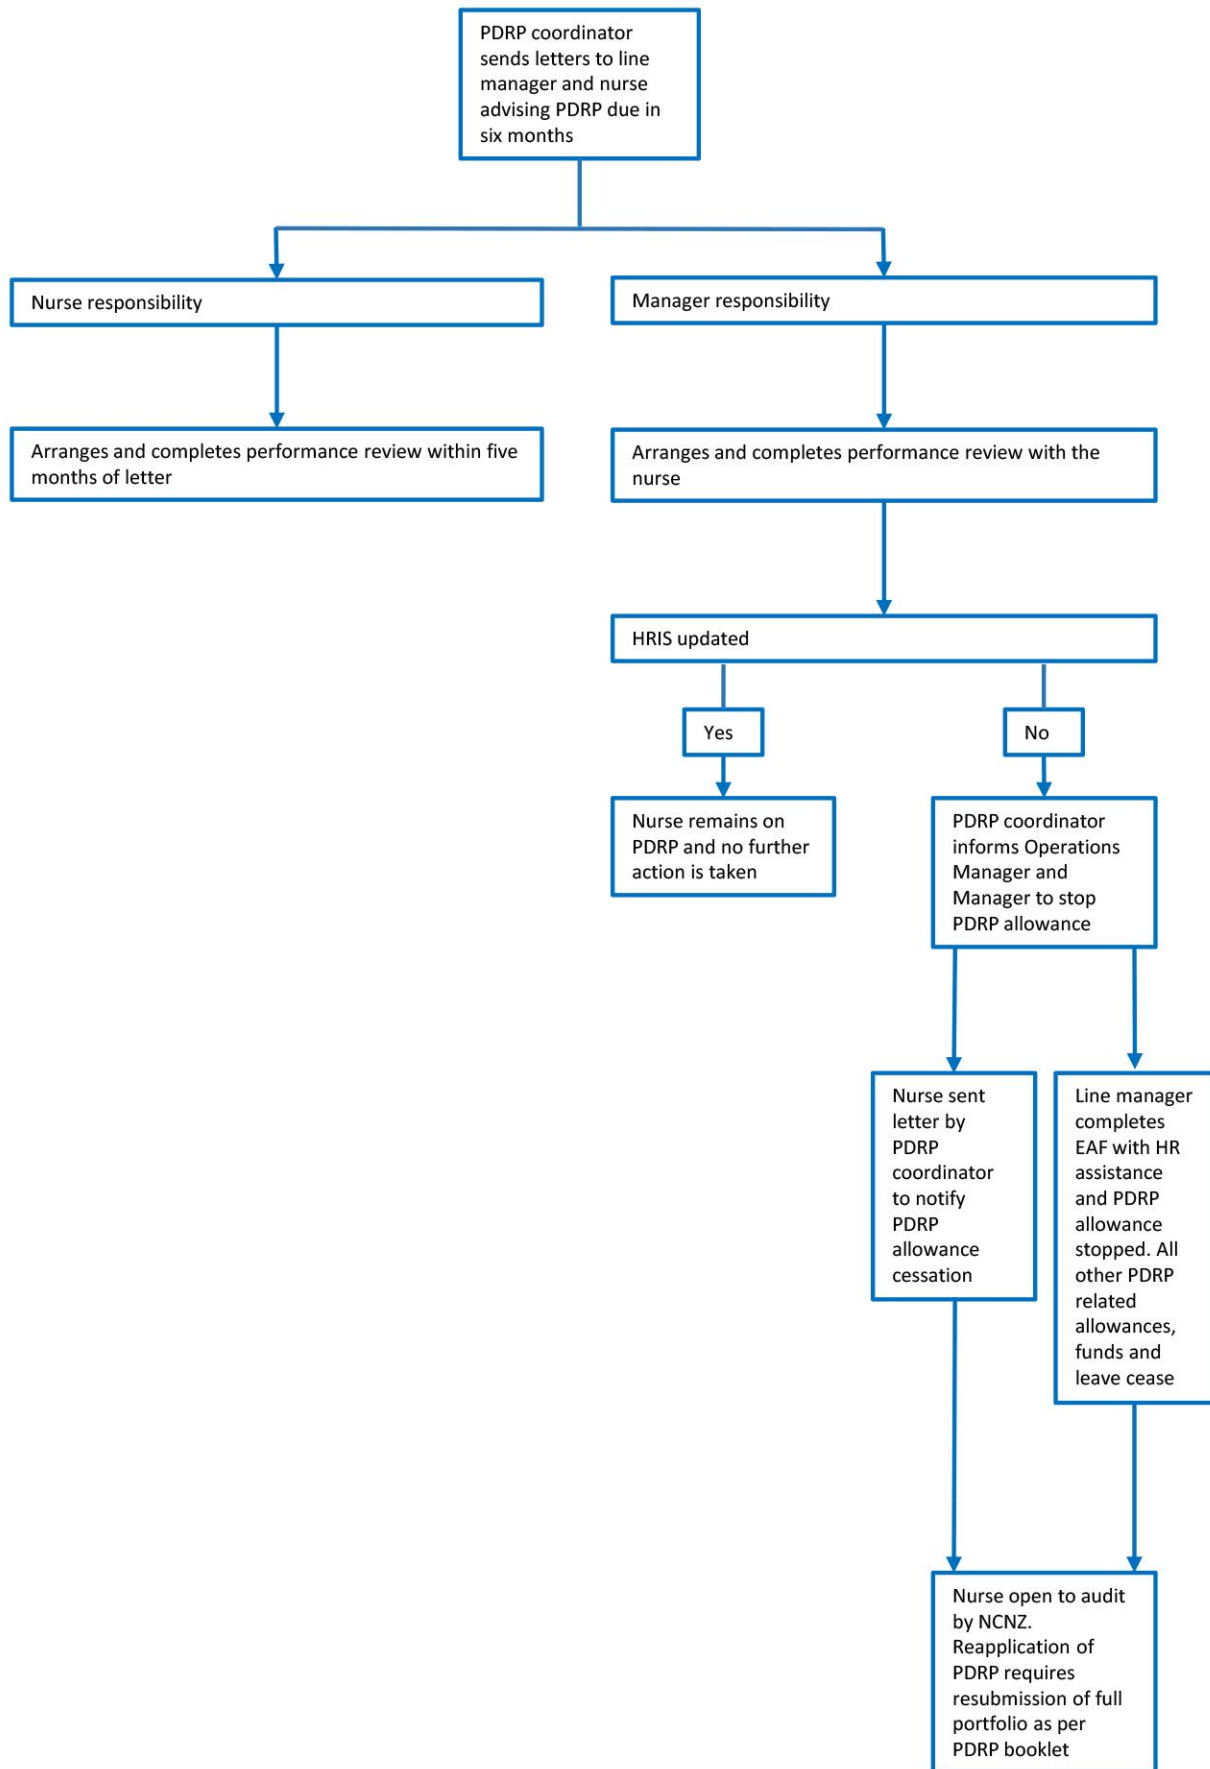 PDRP coordinator
sends letters to line
manager and nurse
advising PDRP due in
six months
Nurse responsibility
Manager responsibility
Arranges and completes performance review within five
months of letter
Arranges and completes performance review with the
nurse
HRIS updated
Yes
No
Nurse remains on
PDRP and no further
action is taken
PDRP coordinator
informs Operations
Manager and
Manager to stop
PDRP allowance
Nurse sent
letter by
PDRP
coordinator
to notify
PDRP
allowance
cessation
Line manager
completes
EAF with HR
assistance
and PDRP
allowance
stopped. All
other PDRP
related
allowances,
funds and
leave cease
Nurse open to audit
by NCNZ.
Reapplication of
PDRP requires
resubmission of full
portfolio as per
PDRP booklet